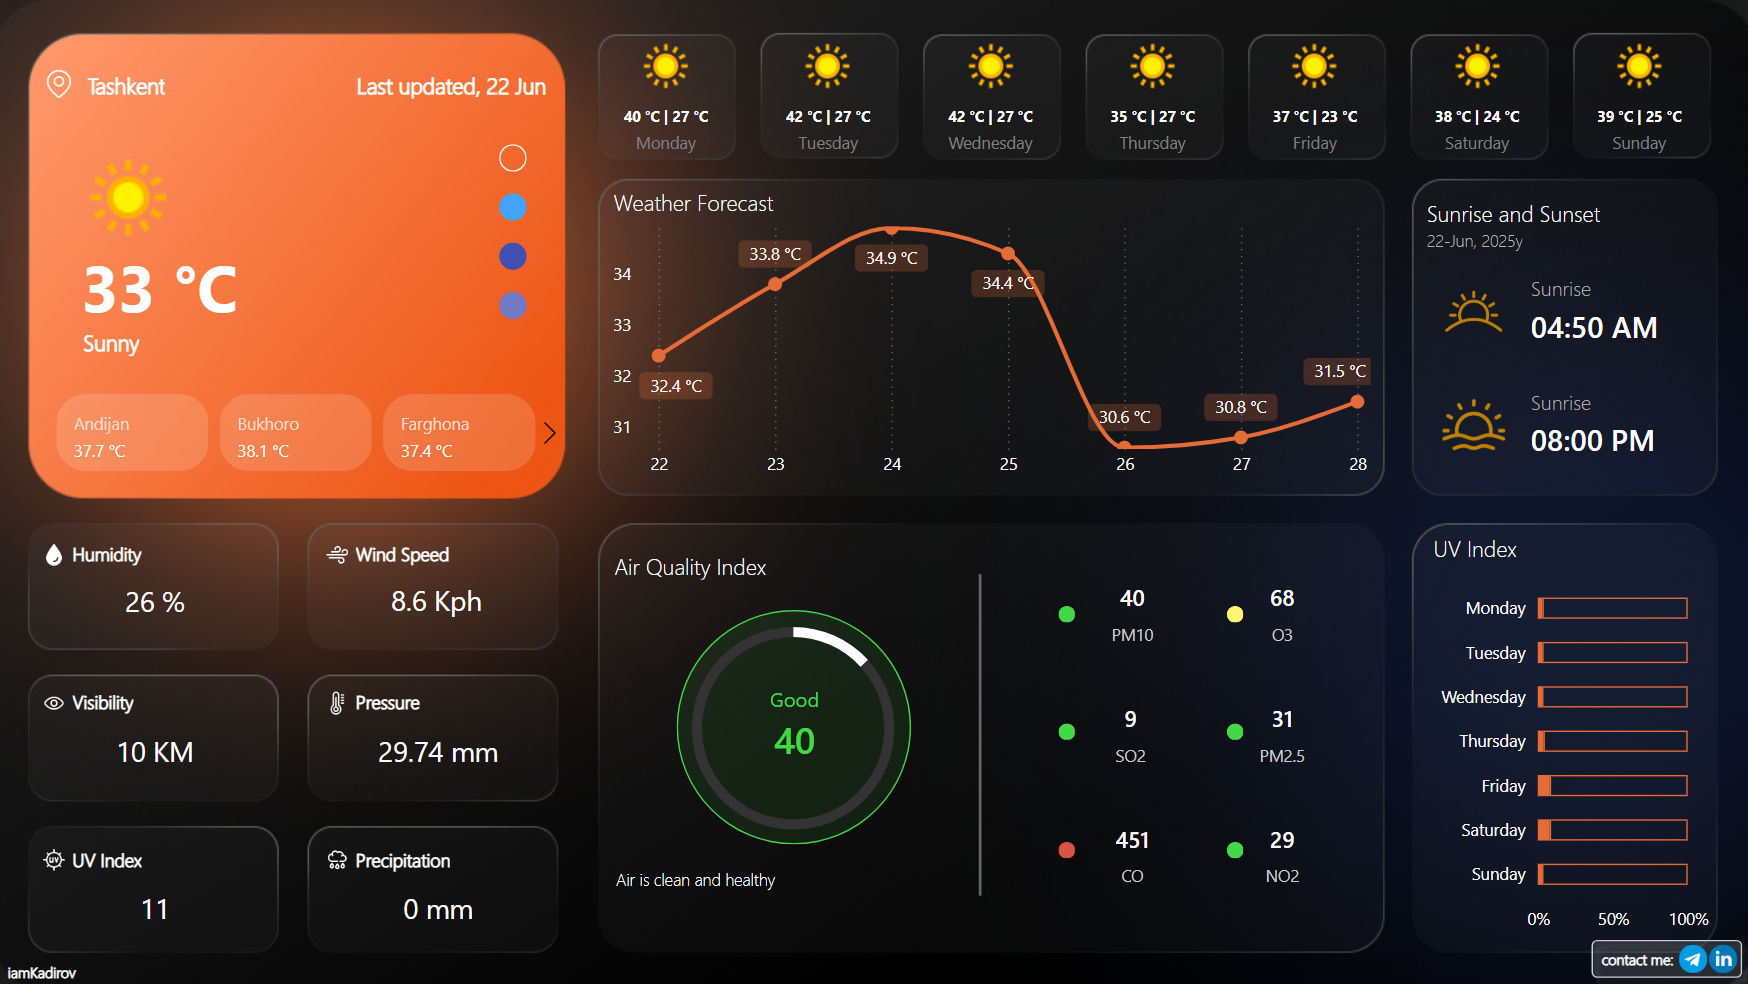 Tashkent
Last updated, 22 Jun
33 °C
Sunny
Andijan
37.7 °C
Bukhoro
38.1 °C
Farghona
37.4 °C
40 °C | 27 °C
Monday
42 °C | 27 °C
Tuesday
42 °C | 27 °C
Wednesday
35 °C | 27 °C
Thursday
37 °C | 23 °C
Friday
38 °C | 24 °C
Saturday
39 °C | 25 °C
Sunday
Weather Forecast
34
33
32
31
32.4 °C
33.8 °C
34.9 °C
34.4 °C
30.6 °C
30.8 °C
31.5 °C
22 23 24 25 26 27 28
Sunrise and Sunset
22-Jun, 2025y
Sunrise
04:50 AM
Sunrise
08:00 PM
Humidity
26 %
Wind Speed
8.6 Kph
Visibility
10 KM
Pressure
29.74 mm
UV
UV Index
11
Precipitation
0 mm
Air Quality Index
Good
40
Air is clean and healthy
40
PM10
68
O3
9
SO2
31
PM2.5
451
CO
29
NO2
UV Index
Monday
Tuesday
Wednesday
Thursday
Friday
Saturday
Sunday
0% 50% 100%
contact me:
in
iamKadirov